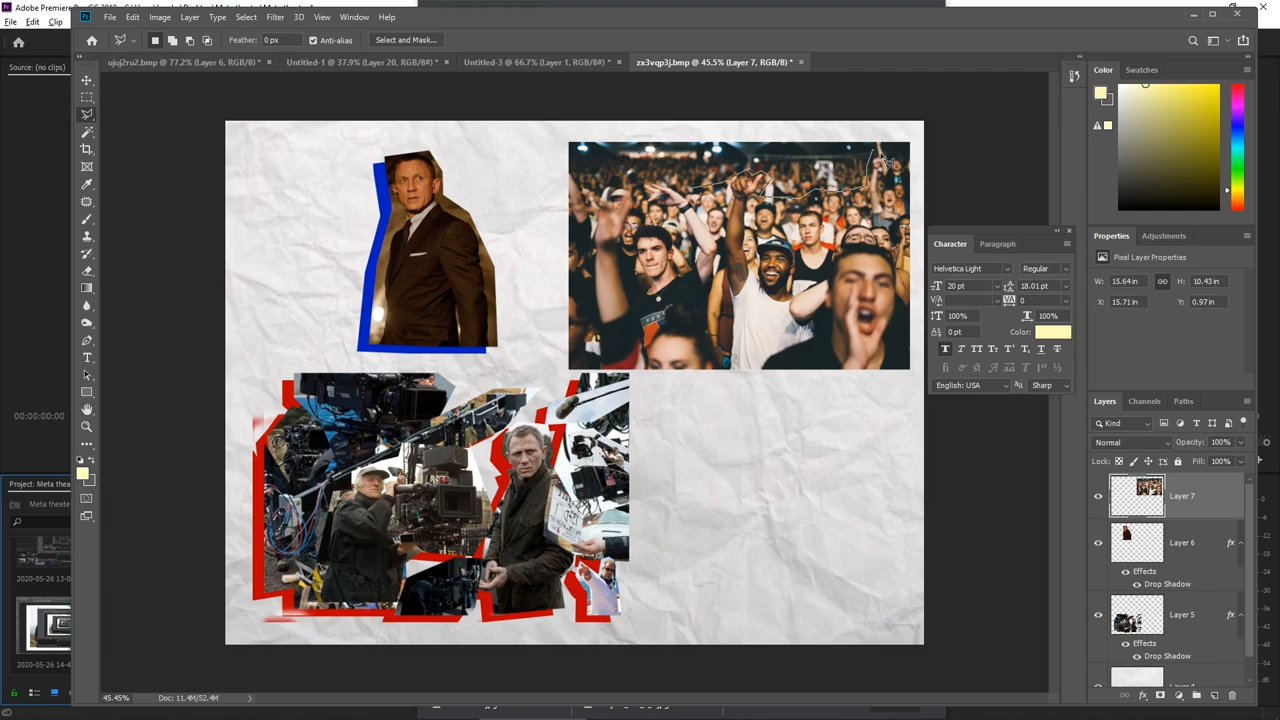 Adobe Premiere Pro CC 2019
File Edit Clip
File Edit Image Layer Type Select Filter 3D View Window Help
Feather: 0 px Anti-alias Select and Mask...
ujuj2ru2.bmp @ 77.2% (Layer 6, RGB/8) * × Untitled-1 @ 37.9% (Layer 20, RGB/8#) * × Untitled-3 @ 66.7% (Layer 1, RGB/8*) * × zx3vqp3j.bmp @ 45.5% (Layer 7, RGB/8*) * ×
Source: (no clips)
Color Swatches
Character Paragraph
Helvetica Light Regular
20 pt 18.01 pt
0
100% 100%
0 pt Color:
English: USA Sharp
Properties Adjustments
Pixel Layer Properties
W: 15.64 in H: 10.43 in
X: 15.71 in Y: 0.97 in
00:00:00:00
Layers Channels Paths
Kind
Normal Opacity: 100%
Lock: Fill: 100%
Layer 7
Layer 6 fx
Effects
Drop Shadow
Layer 5 fx
Effects
Drop Shadow
Project: Meta theate
Meta theate
2020-05-26 13-0
2020-05-26 14-4
45.45% Doc: 11.4M/52.4M